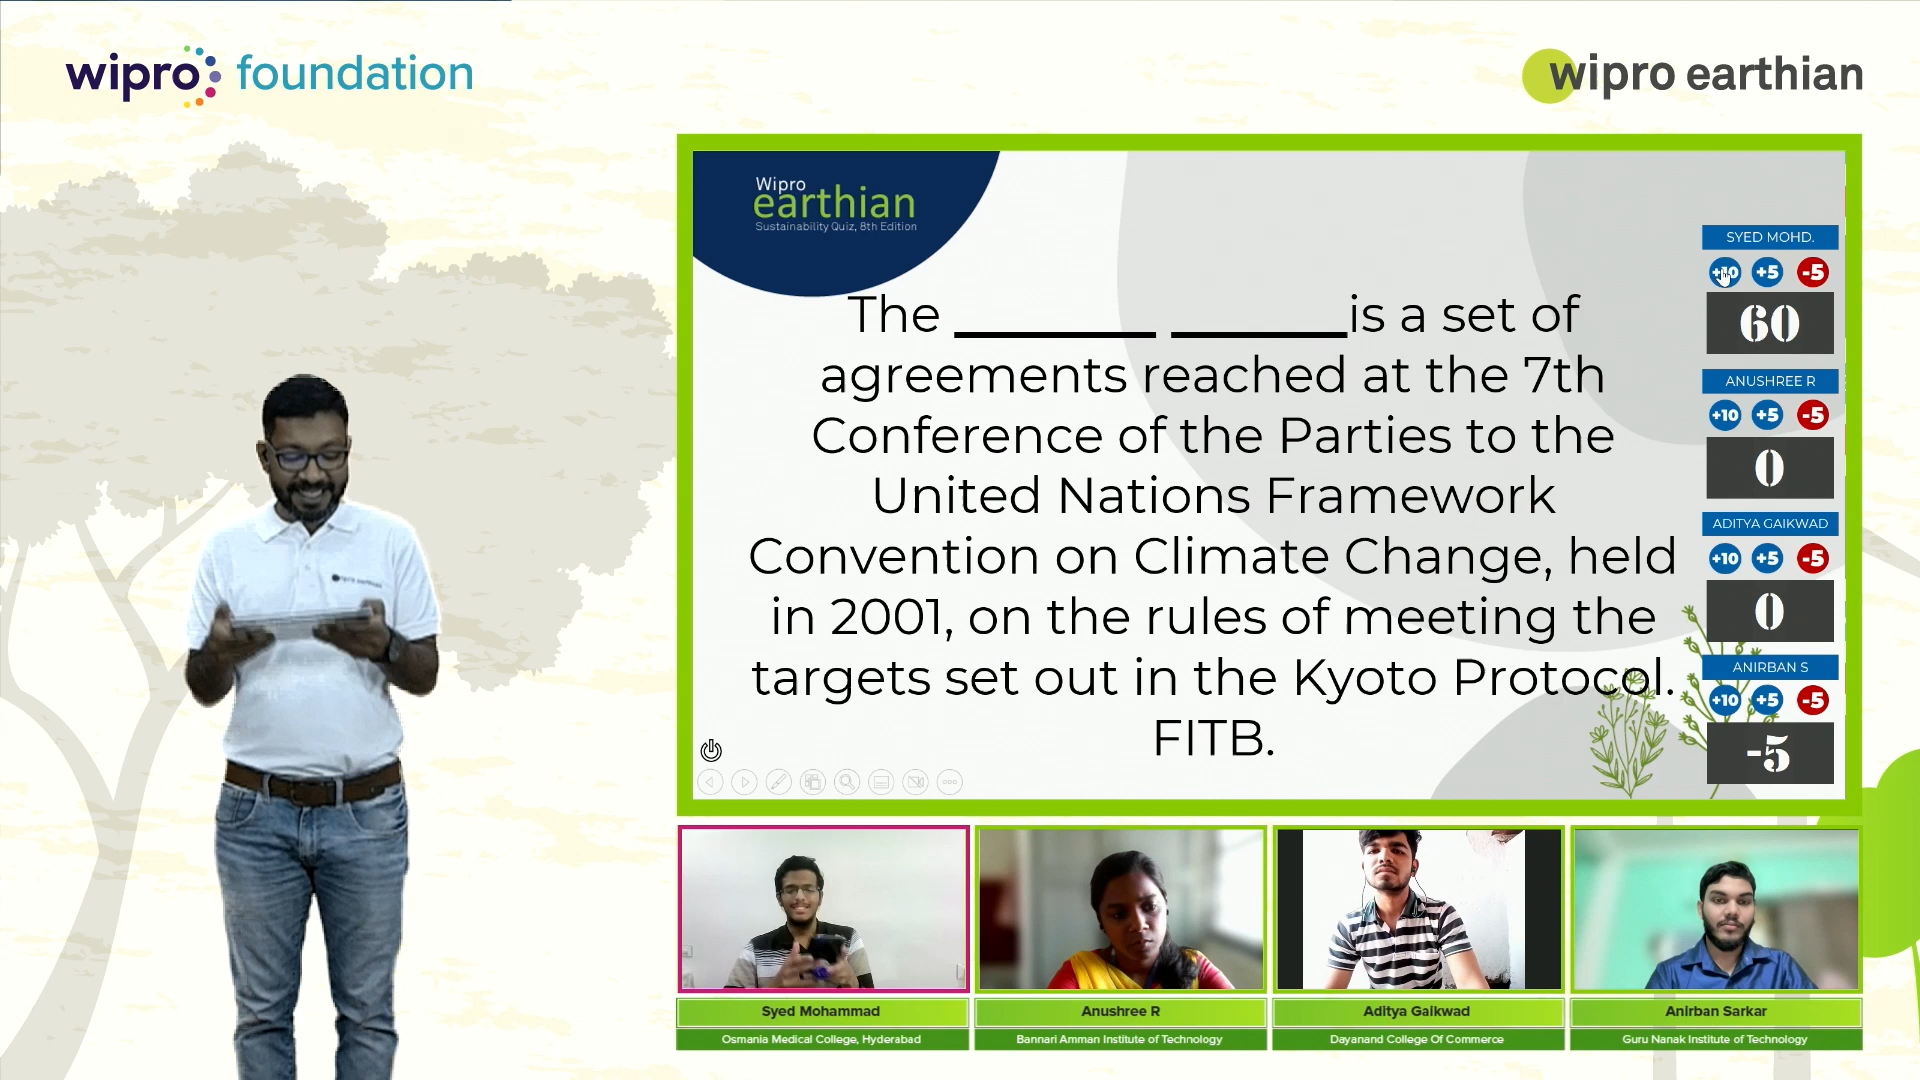 wipro foundation
wipro earthian
Wipro
earthian
Sustainability Quiz, 8th Edition
The ________ _______is a set of
agreements reached at the 7th
Conference of the Parties to the
United Nations Framework
Convention on Climate Change, held
in 2001, on the rules of meeting the
targets set out in the Kyoto Protocol.
FITB.
SYED MOHD.
+10 +5 -5
60
ANUSHREE R
+10 +5 -5
0
ADITYA GAIKWAD
+10 +5 -5
0
ANIRBAN S
+10 +5 -5
-5
Syed Mohammad
Osmania Medical College, Hyderabad
Anushree R
Bannari Amman Institute of Technology
Aditya Gaikwad
Dayanand College Of Commerce
Anirban Sarkar
Guru Nanak Institute of Technology